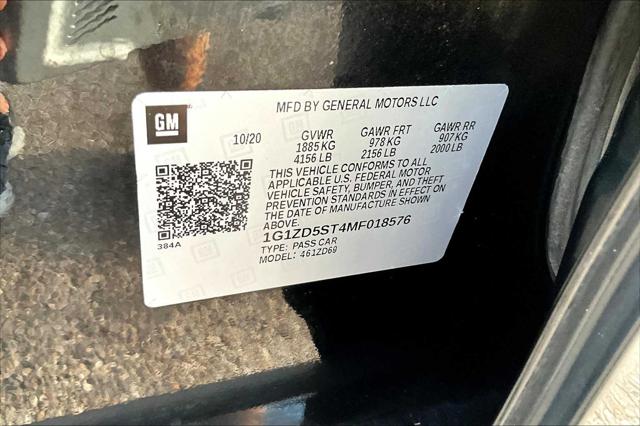 MFD BY GENERAL MOTORS LLC
GM
10/20 GVWR GAWR FRT GAWR RR
1885 KG 978 KG 907 KG
4156 LB 2156 LB 2000 LB
THIS VEHICLE CONFORMS TO ALL
APPLICABLE U.S. FEDERAL MOTOR
VEHICLE SAFETY, BUMPER, AND THEFT
PREVENTION STANDARDS IN EFFECT ON
THE DATE OF MANUFACTURE SHOWN
ABOVE.
384A
1G1ZD5ST4MF018576
TYPE: PASS CAR
MODEL: 461ZD69